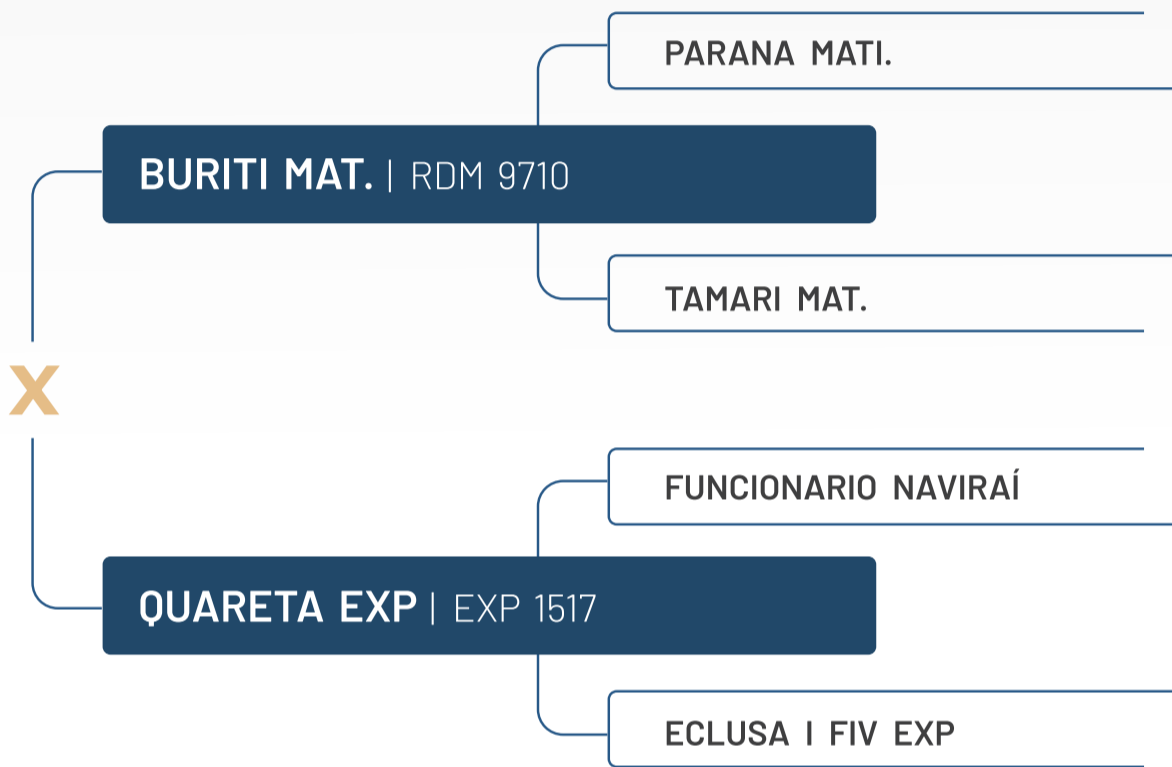 PARANA MATI.
BURITI MAT. | RDM 9710
TAMARI MAT.
X
FUNCIONARIO NAVIRAÍ
QUARETA EXP | EXP 1517
ECLUSA I FIV EXP